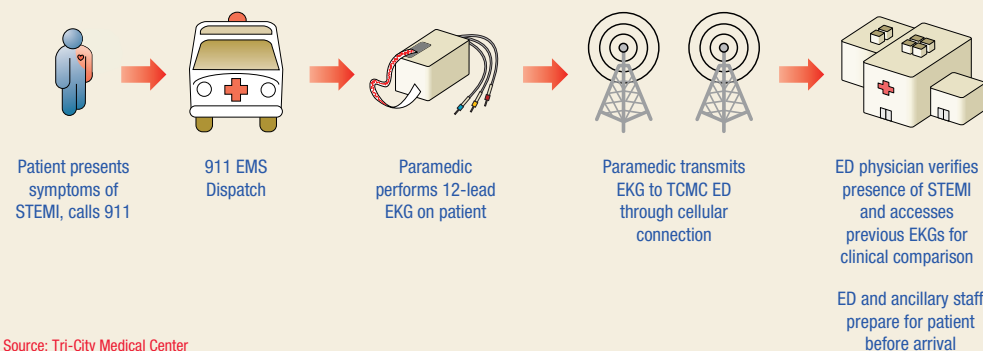 Patient presents
symptoms of
STEMI, calls 911
911 EMS
Dispatch
Paramedic
performs 12-lead
EKG on patient
Paramedic transmits
EKG to TCMC ED
through cellular
connection
ED physician verifies
presence of STEMI
and accesses
previous EKGs for
clinical comparison
ED and ancillary staff
prepare for patient
before arrival
Source: Tri-City Medical Center